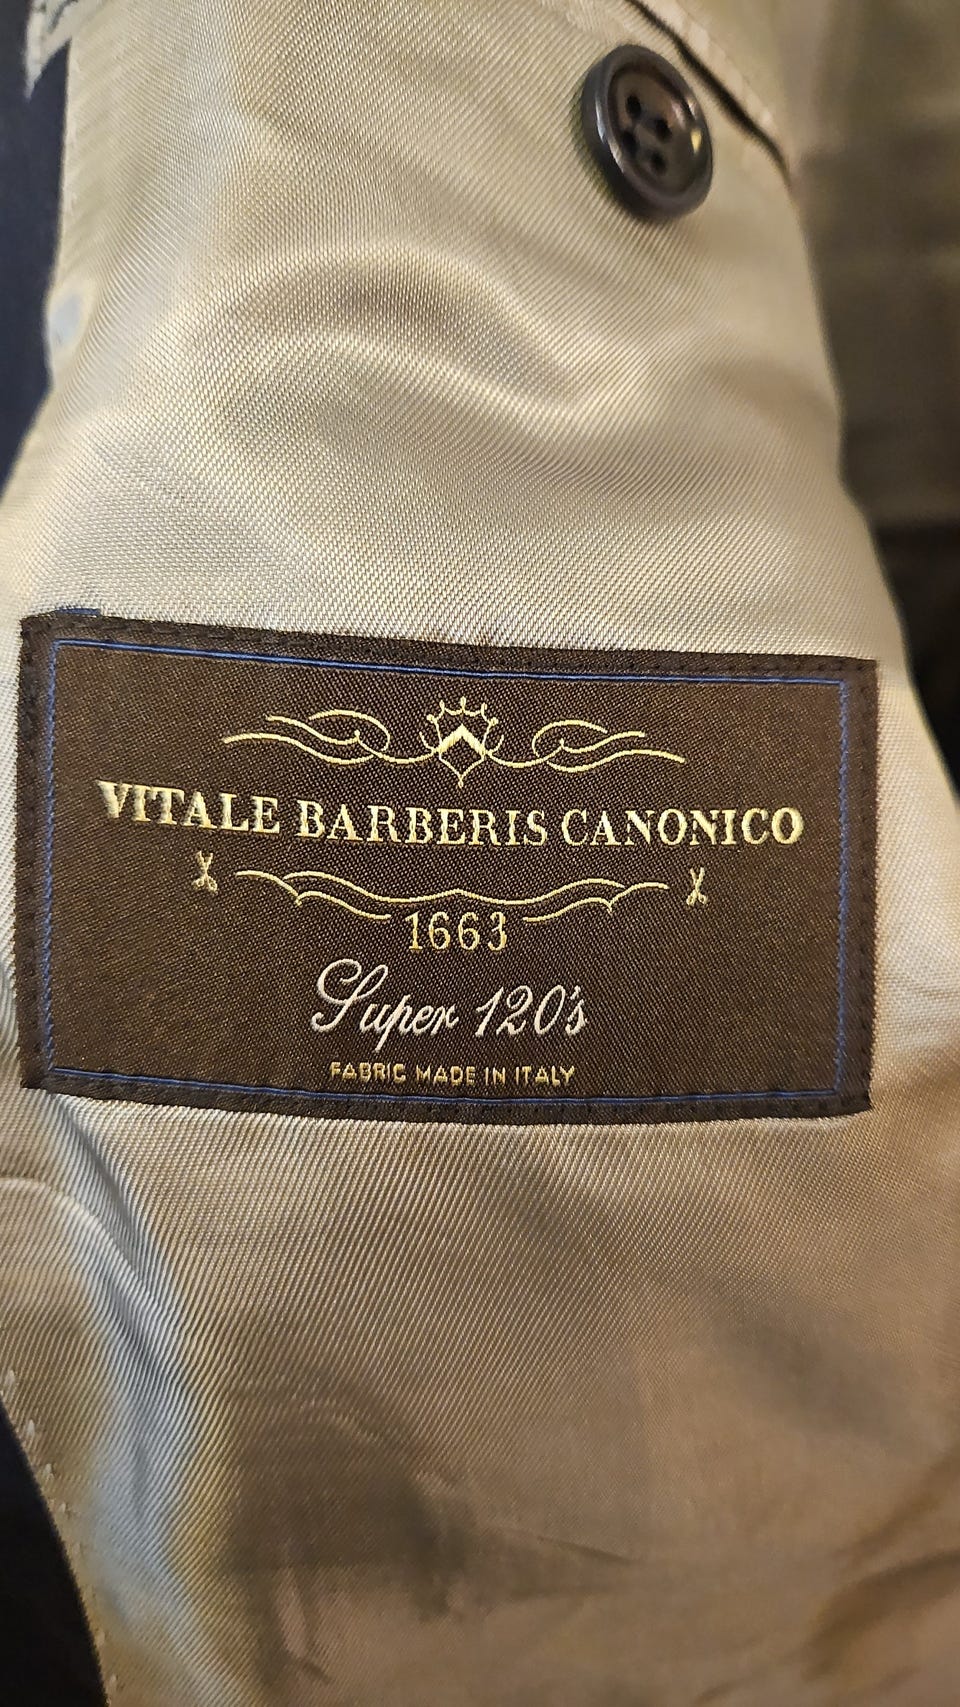 VITALE BARBERIS CANONICO
1663
Super 120's
FABRIC MADE IN ITALY